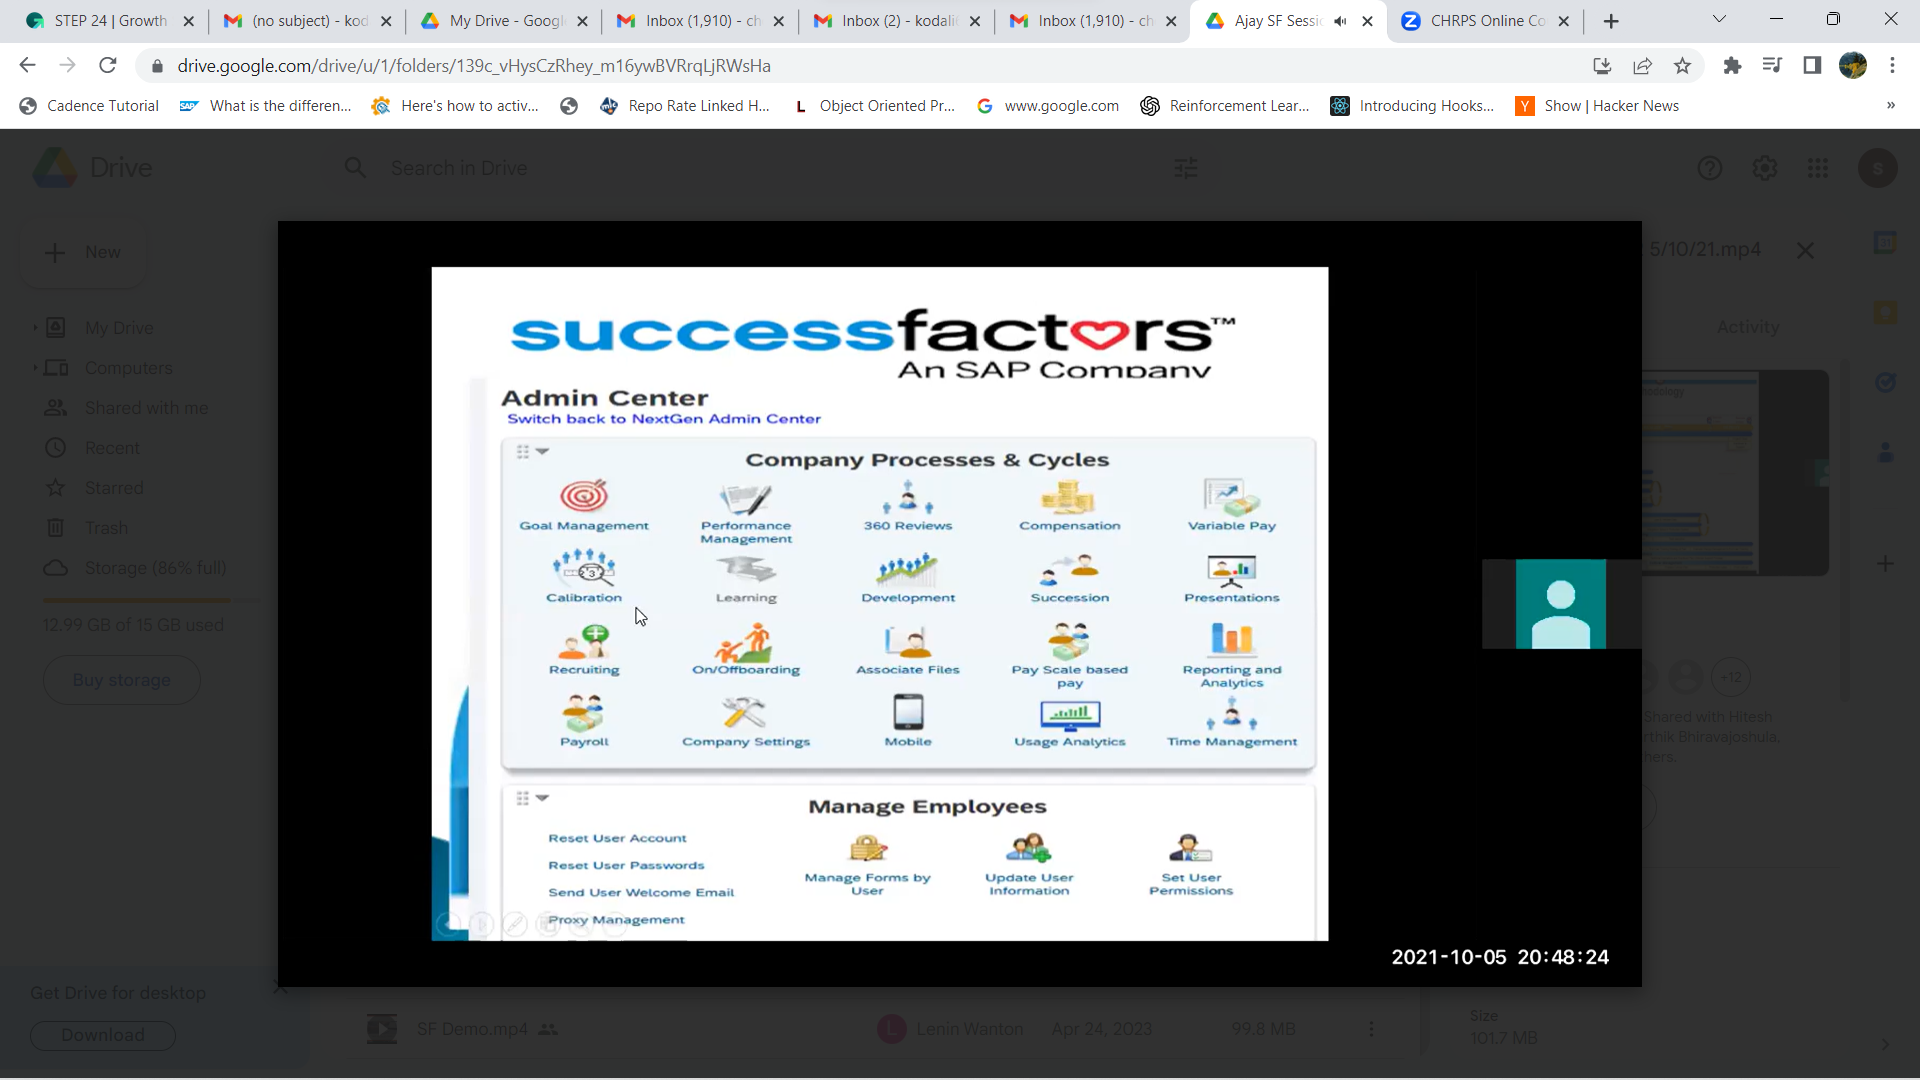 STEP 24 | Growth
(no subject) - kod
My Drive - Googl
Inbox (1,910) - ch
Inbox (2) - kodali
Inbox (1,910) - ch
Ajay SF Sessi
CHRPS Online Co
drive.google.com/drive/u/1/folders/139c_vHysCzRhey_m16ywBVRrqLjRWsHa
Cadence Tutorial
What is the differen...
Here's how to activ...
Repo Rate Linked H...
Object Oriented Pr...
www.google.com
Reinforcement Lear...
Introducing Hooks...
Show | Hacker News
Drive
Search in Drive
S
New
My Drive
Computers
Shared with me
Recent
Starred
Trash
Storage (86% full)
12.99 GB of 15 GB used
Buy storage
Get Drive for desktop
Download
successfactors™
An SAP Company
Admin Center
Switch back to NextGen Admin Center
Company Processes & Cycles
Goal Management
Performance
Management
360 Reviews
Compensation
Variable Pay
Calibration
Learning
Development
Succession
Presentations
Recruiting
On/Offboarding
Associate Files
Pay Scale based
pay
Reporting and
Analytics
Payroll
Company Settings
Mobile
Usage Analytics
Time Management
Manage Employees
Reset User Account
Reset User Passwords
Send User Welcome Email
Proxy Management
Manage Forms by
User
Update User
Information
Set User
Permissions
2021-10-05 20:48:24
5/10/21.mp4
Activity
+12
Shared with Hitesh
rthik Bhiravajoshula,
hers.
SF Demo.mp4
L
Lenin Wanton
Apr 24, 2023
99.8 MB
Size
101.7 MB